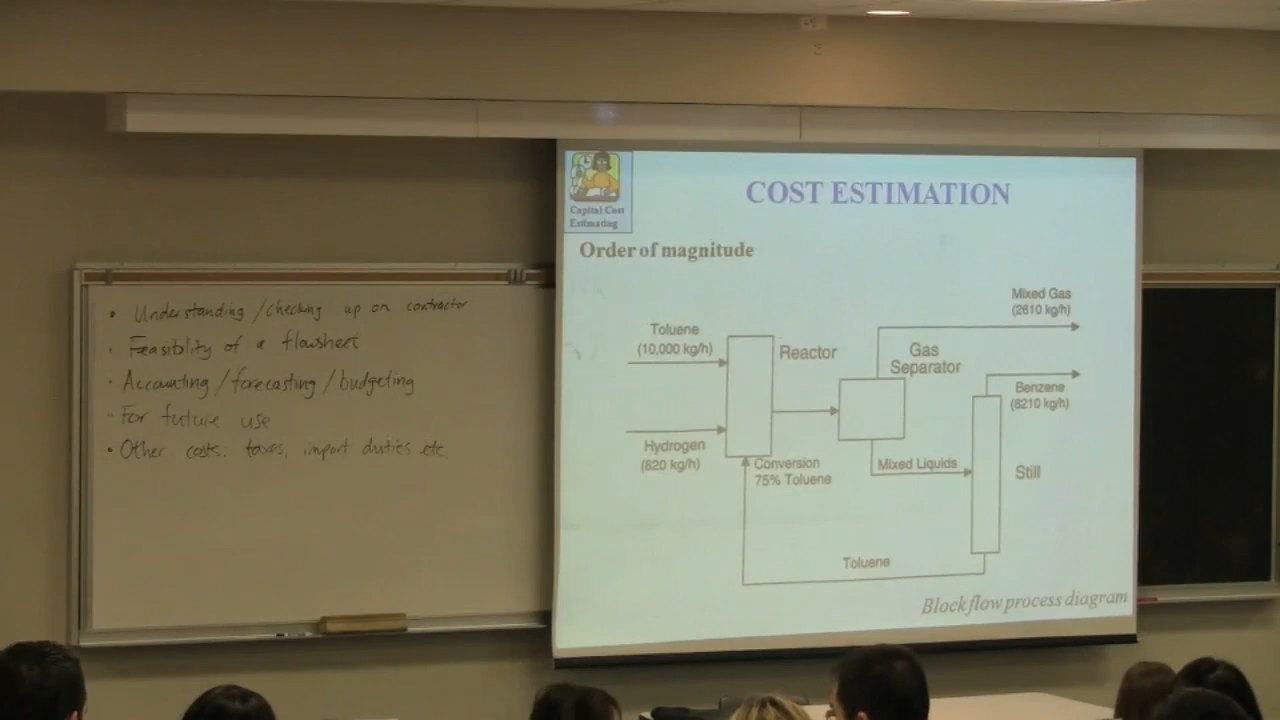 • Understanding / checking up on contractor
• Feasiblity of a flowsheet
• Accounting / forecasting / budgeting
• For future use
• Other costs: taxes, import duties etc.
Capital Cost
Estimating
COST ESTIMATION
Order of magnitude
Mixed Gas
(2610 kg/h)
Toluene
(10,000 kg/h)
Reactor
Gas
Separator
Benzene
(8210 kg/h)
Hydrogen
(820 kg/h)
Conversion
75% Toluene
Mixed Liquids
Still
Toluene
Block flow process diagram